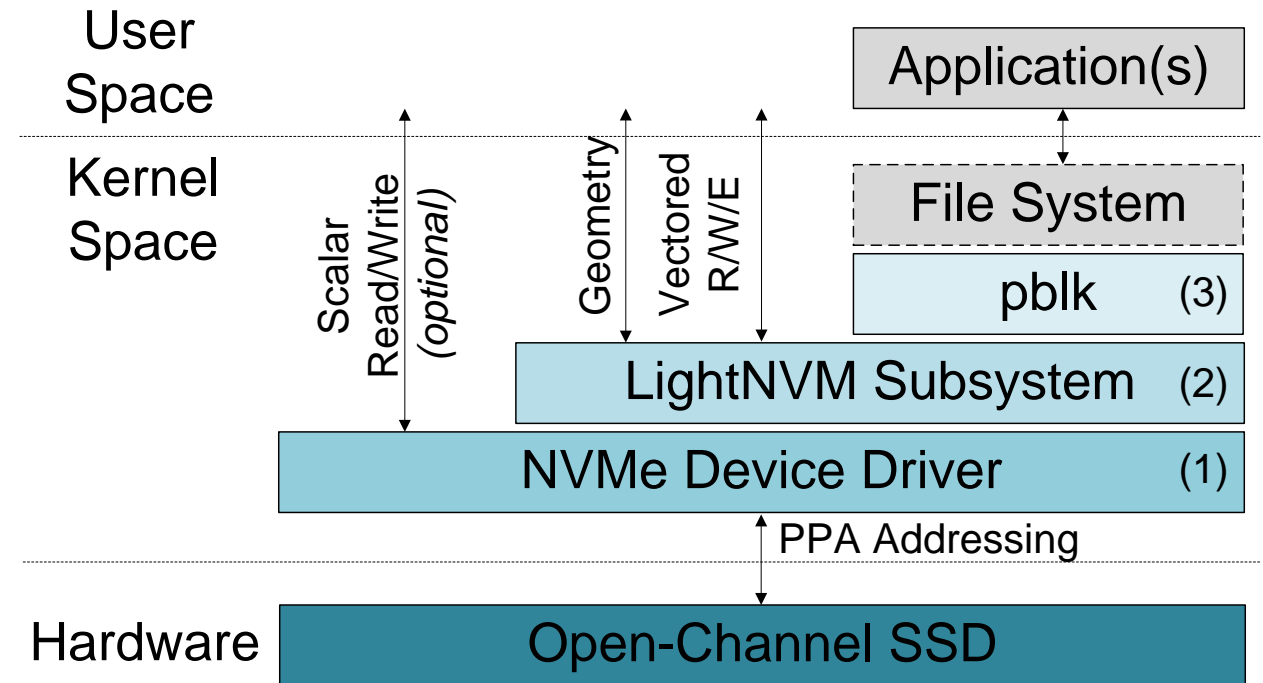 User
Space
Application(s)
Kernel
Space
Scalar
Read/Write
(optional)
Geometry
Vectored
R/W/E
File System
pblk (3)
LightNVM Subsystem (2)
NVMe Device Driver (1)
PPA Addressing
Hardware
Open-Channel SSD